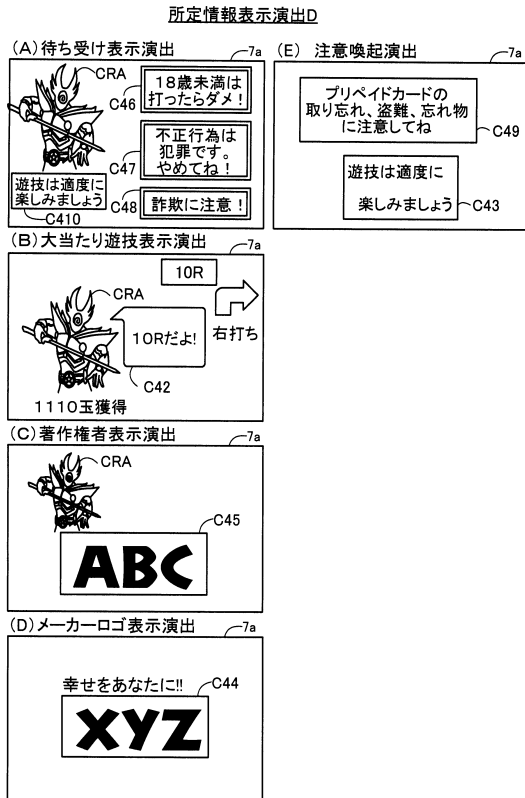 所定情報表示演出D
(A)待ち受け表示演出
7a
CRA
C46
18歳未満は
打ったらダメ!
C47
不正行為は
犯罪です。
やめてね!
遊技は適度に
楽しみましょう
C410
C48
詐欺に注意!
(B)大当たり遊技表示演出
7a
10R
CRA
10Rだよ!
右打ち
C42
1110玉獲得
(C)著作権者表示演出
7a
CRA
C45
ABC
(D)メーカーロゴ表示演出
7a
幸せをあなたに!!
C44
XYZ
(E) 注意喚起演出
7a
プリペイドカードの
取り忘れ、盗難、忘れ物
に注意してね
C49
遊技は適度に
楽しみましょう
C43